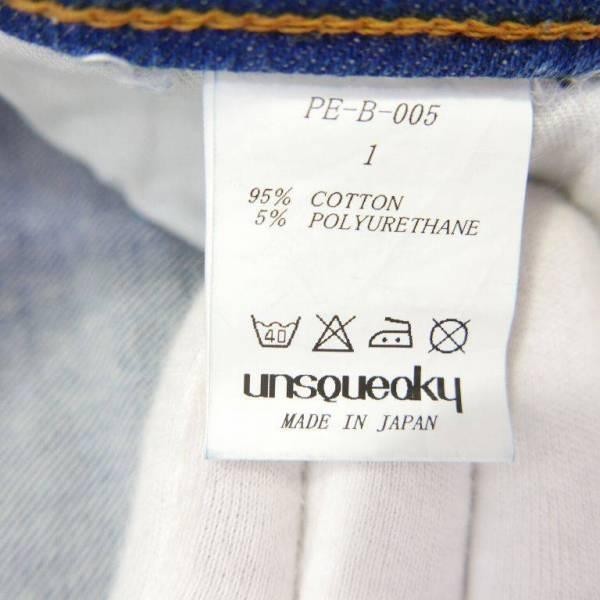 PE-B-005
1
95% COTTON
5% POLYURETHANE
40
unsqueaky
MADE IN JAPAN